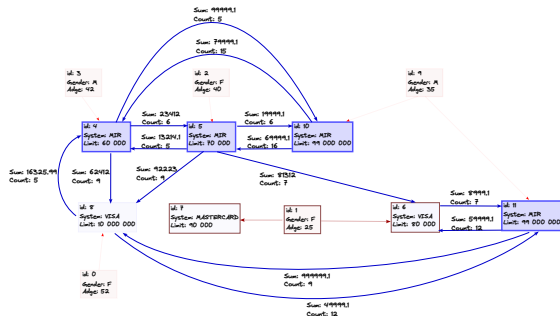 Sum: 99999,1
Count: 5
Sum: 79999,1
Count: 15
id: 3
Gender: M
Adge: 42
id: 2
Gender: F
Adge: 40
id: 9
Gender: M
Adge: 35
id: 4
System: MIR
Limit: 60 000
Sum: 23412
Count: 6
Sum: 13214,1
Count: 5
id: 5
System: MIR
Limit: 70 000
Sum: 19999,1
Count: 6
Sum: 69999,1
Count: 16
id: 10
System: MIR
Limit: 99 000 000
Sum: 16325,99
Count: 5
Sum: 62412
Count: 9
Sum: 92223
Count: 9
Sum: 81312
Count: 7
id: 8
System: VISA
Limit: 10 000 000
id: 7
System: MASTERCARD
Limit: 90 000
id: 1
Gender: F
Adge: 25
id: 6
System: VISA
Limit: 80 000
Sum: 8999,1
Count: 7
Sum: 59999,1
Count: 12
id: 11
System: MIR
Limit: 99 000 000
id: 0
Gender: F
Adge: 52
Sum: 999999,1
Count: 9
Sum: 49999,1
Count: 12